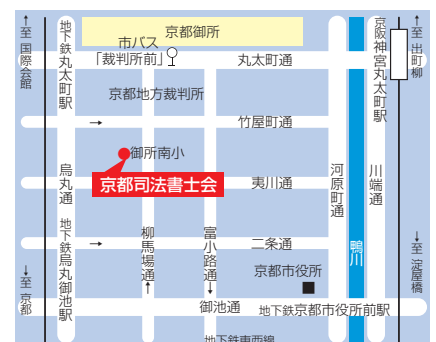 ↑至 国際会館
地下鉄丸太町駅
京都御所
市バス
「裁判所前」
丸太町通
京阪神宮丸太町駅
↑至 出町柳
京都地方裁判所
→
竹屋町通
御所南小
京都司法書士会
烏丸通
夷川通
河原町通
川端通
地下鉄烏丸御池駅
→
柳馬場通↑
富小路通↓
二条通
鴨川
京都市役所
↓至 京都
↓至 淀屋橋
御池通
地下鉄京都市役所前駅
地下鉄東西線